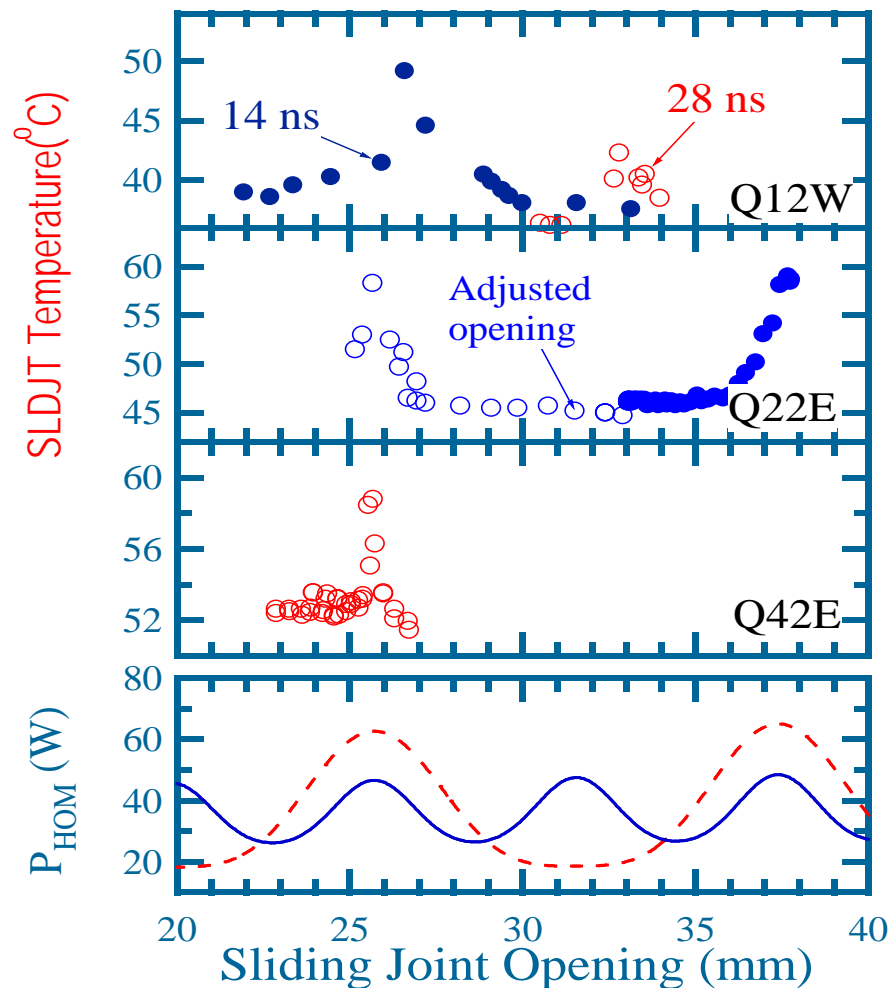 SLDJT Temperature(⁰C)
50
45
40
14 ns
28 ns
Q12W
60
55
50
45
Adjusted
opening
Q22E
60
56
52
Q42E
P_HOM (W)
80
60
40
20
20 25 30 35 40
Sliding Joint Opening (mm)